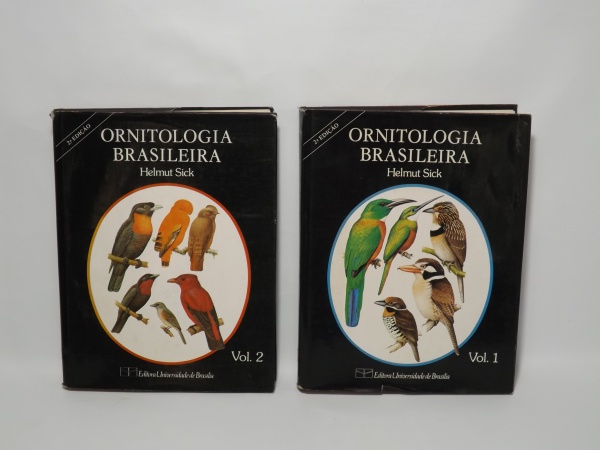 2ª EDIÇÃO
ORNITOLOGIA
BRASILEIRA
Helmut Sick
Vol. 2
Editora Universidade de Brasília
2ª EDIÇÃO
ORNITOLOGIA
BRASILEIRA
Helmut Sick
Vol. 1
Editora Universidade de Brasília